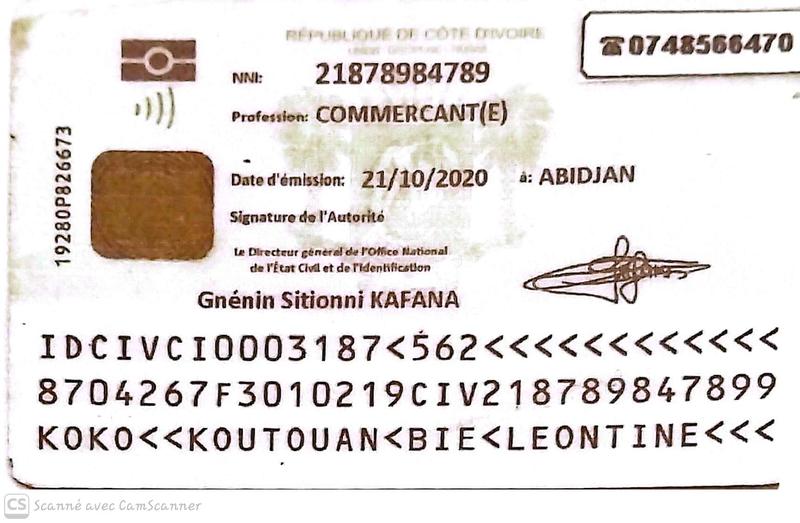 RÉPUBLIQUE DE CÔTE D'IVOIRE
☎0748566470
NNI: 21878984789
Profession: COMMERCANT(E)
19280P826673
Date d'émission: 21/10/2020 à: ABIDJAN
Signature de l'Autorité
Le Directeur général de l'Office National
de l'État Civil et de l'Identification
Gnénin Sitionni KAFANA
IDCIVCI0003187<562<<<<<<<<<<<<
8704267F3010219CIV218789847899
KOKO<<KOUTOUAN<BIE<LEONTINE<<<
CS Scanné avec CamScanner